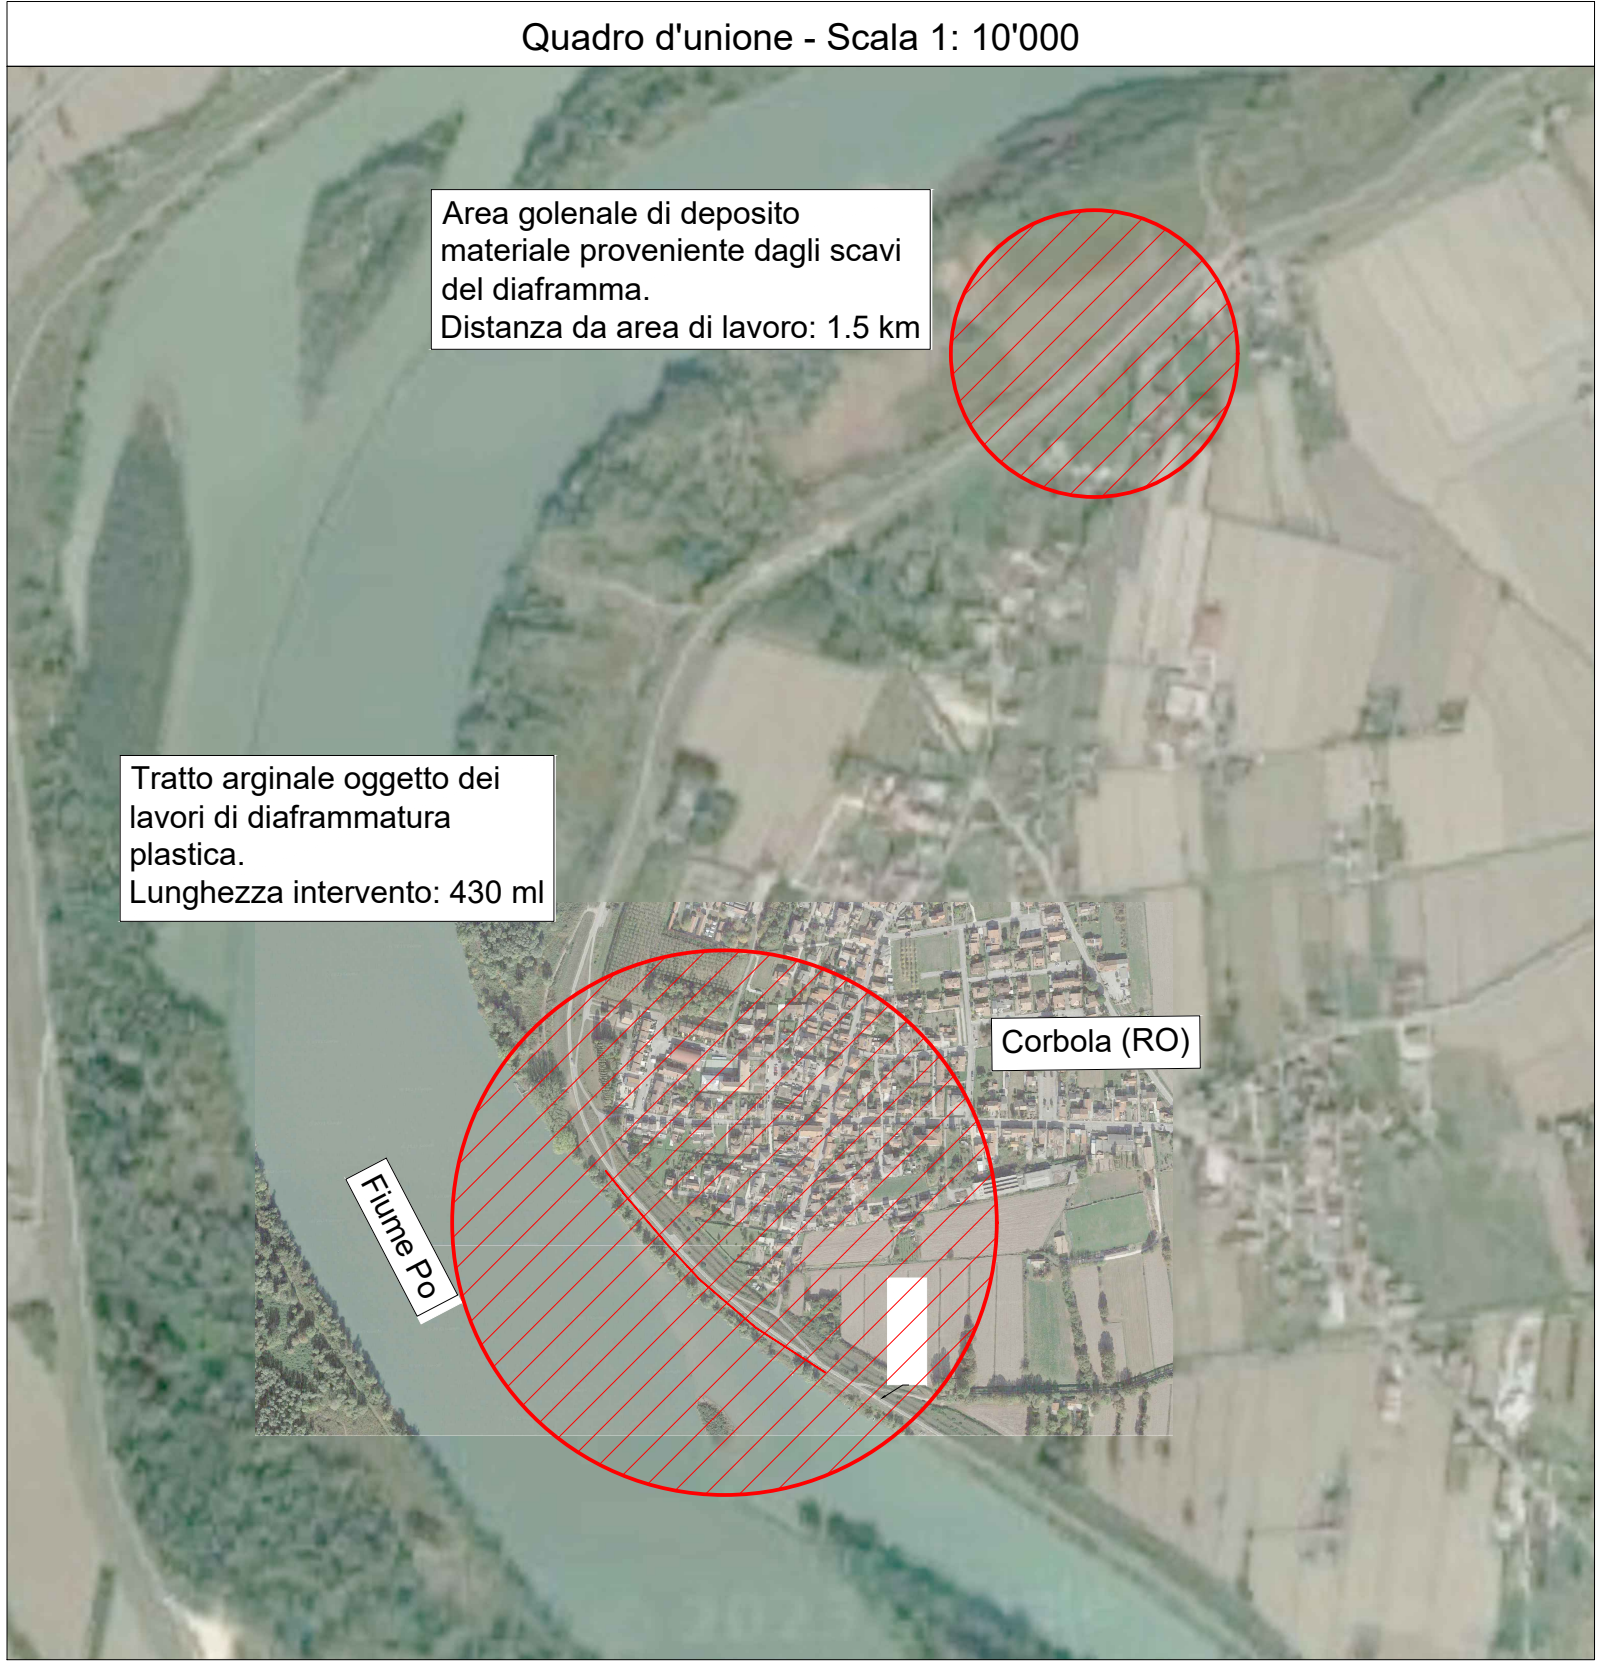 Quadro d'unione - Scala 1: 10'000
Area golenale di deposito
materiale proveniente dagli scavi
del diaframma.
Distanza da area di lavoro: 1.5 km
Tratto arginale oggetto dei
lavori di diaframmatura
plastica.
Lunghezza intervento: 430 ml
Corbola (RO)
Fiume Po